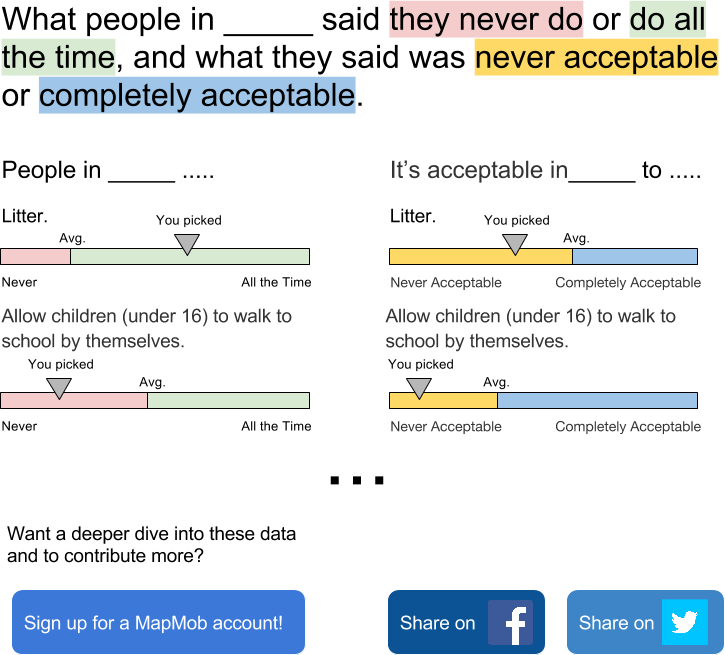 What people in _____ said they never do or do all
the time, and what they said was never acceptable
or completely acceptable.
People in _____ .....
It's acceptable in_____ to .....
Litter.
You picked
Avg.
Never
All the Time
Litter.
You picked
Avg.
Never Acceptable
Completely Acceptable
Allow children (under 16) to walk to
school by themselves.
You picked
Avg.
Never
All the Time
Allow children (under 16) to walk to
school by themselves.
You picked
Avg.
Never Acceptable
Completely Acceptable
...
Want a deeper dive into these data
and to contribute more?
Sign up for a MapMob account!
Share on f
Share on